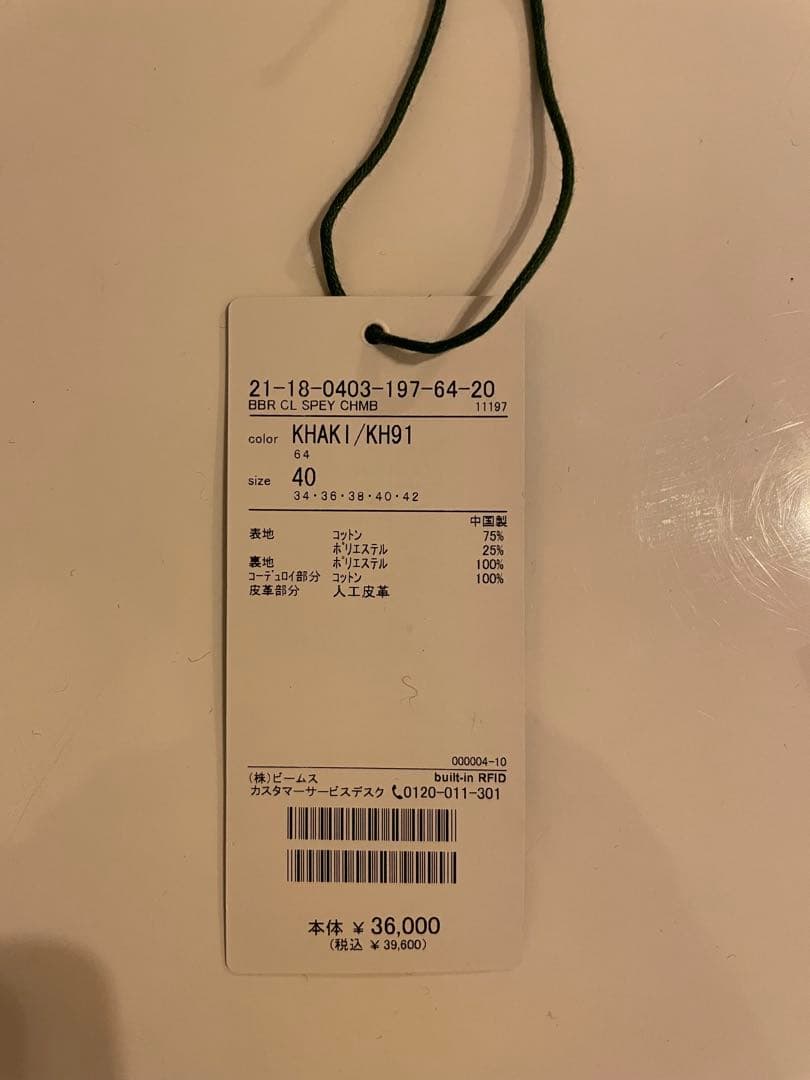 21-18-0403-197-64-20
BBR CL SPEY CHMB 11197
color KHAKI/KH91
64
size 40
34・36・38・40・42
中国製
表地 ｺｯﾄﾝ 75%
ﾎﾟﾘｴｽﾃﾙ 25%
裏地 ﾎﾟﾘｴｽﾃﾙ 100%
ｺｰﾃﾞｭﾛｲ部分 ｺｯﾄﾝ 100%
皮革部分 人工皮革
000004-10
(株)ビームス built-in RFID
カスタマーサービスデスク 0120-011-301
本体 ¥ 36,000
(税込 ¥ 39,600)